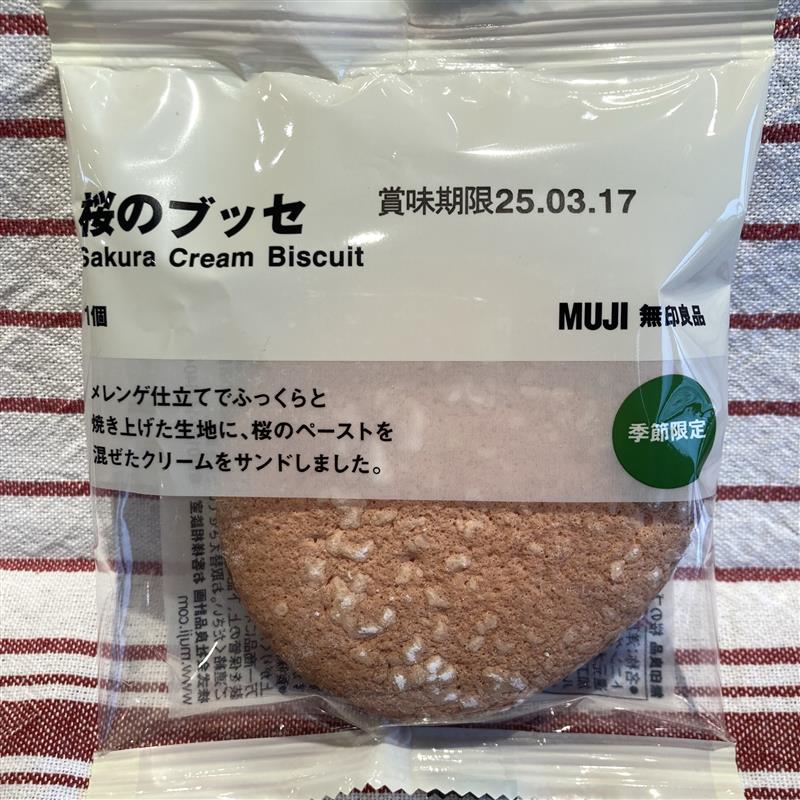 桜のブッセ
賞味期限25.03.17
Sakura Cream Biscuit
1個
MUJI 無印良品
メレンゲ仕立てでふっくらと
焼き上げた生地に、桜のペーストを
混ぜたクリームをサンドしました。
季節限定
www.muji.com